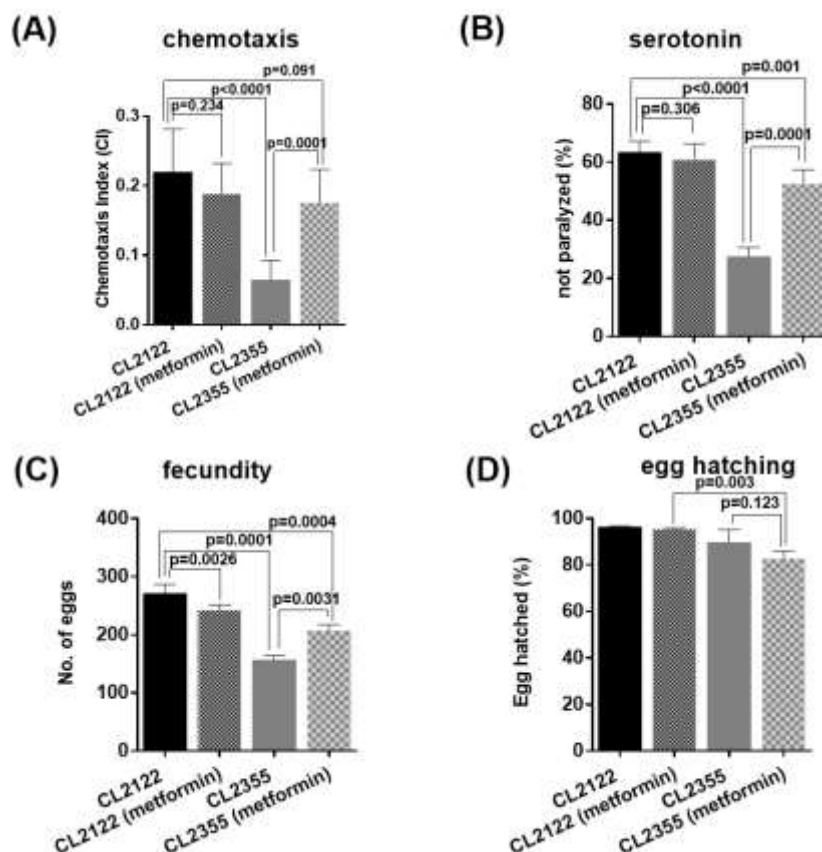 (A)
chemotaxis
p=0.091
p<0.0001
p=0.234
p=0.0001
Chemotaxis Index (CI)
0.3
0.2
0.1
0.0
CL2122
CL2122 (metformin)
CL2355
CL2355 (metformin)
(B)
serotonin
p=0.001
p<0.0001
p=0.306
p=0.0001
not paralyzed (%)
80
60
40
20
0
CL2122
CL2122 (metformin)
CL2355
CL2355 (metformin)
(C)
fecundity
p=0.0004
p=0.0001
p=0.0026
p=0.0031
No. of eggs
400
300
200
100
0
CL2122
CL2122 (metformin)
CL2355
CL2355 (metformin)
(D)
egg hatching
p=0.003
p=0.123
Egg hatched (%)
100
80
60
40
20
0
CL2122
CL2122 (metformin)
CL2355
CL2355 (metformin)